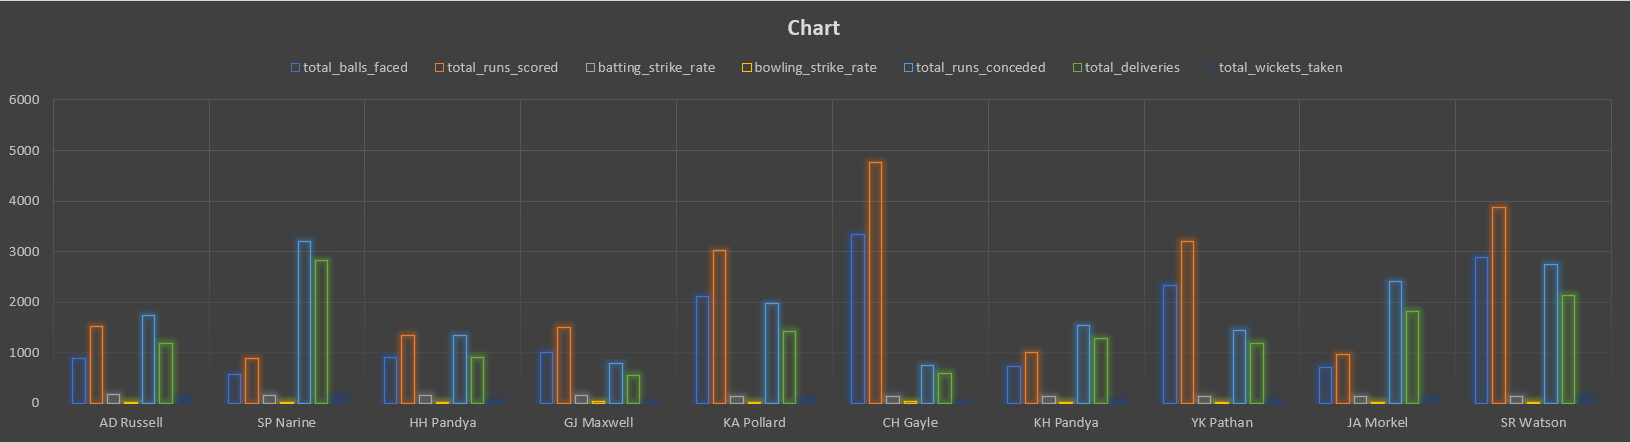 Chart
total_balls_faced total_runs_scored batting_strike_rate bowling_strike_rate total_runs_conceded total_deliveries total_wickets_taken
6000
5000
4000
3000
2000
1000
0
AD Russell SP Narine HH Pandya GJ Maxwell KA Pollard CH Gayle KH Pandya YK Pathan JA Morkel SR Watson